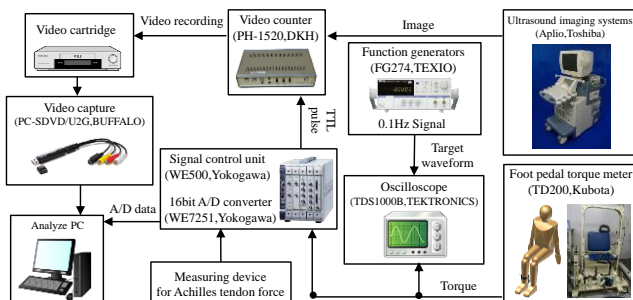 Video cartridge
Video recording
Video counter
(PH-1520,DKH)
Image
Ultrasound imaging systems
(Aplio,Toshiba)
Function generators
(FG274,TEXIO)
0.1Hz Signal
Video capture
(PC-SDVD/U2G,BUFFALO)
TTL
pulse
Target
waveform
Signal control unit
(WE500,Yokogawa)
16bit A/D converter
(WE7251,Yokogawa)
Oscilloscope
(TDS1000B,TEKTRONICS)
Foot pedal torque meter
(TD200,Kubota)
A/D data
Analyze PC
Measuring device
for Achilles tendon force
Torque